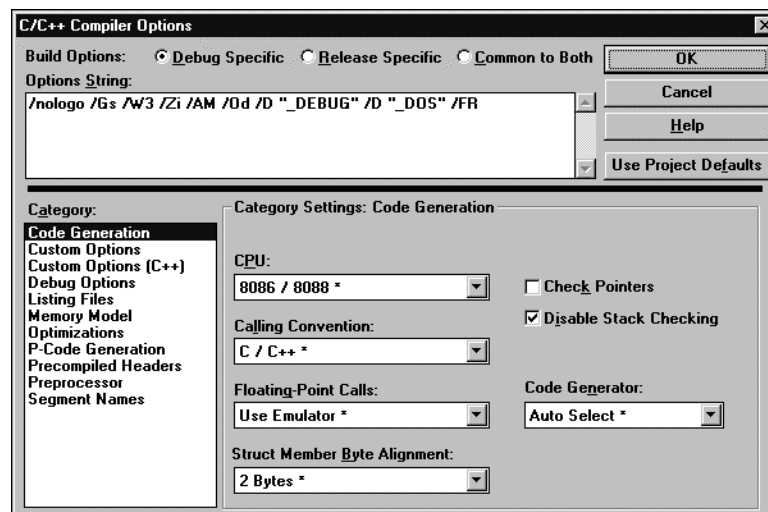 C/C++ Compiler Options
Build Options: Debug Specific Release Specific Common to Both
OK
Options String:
/nologo /Gs /W3 /Zi /AM /Od /D "_DEBUG" /D "_DOS" /FR
Cancel
Help
Use Project Defaults
Category:
Code Generation
Custom Options
Custom Options (C++)
Debug Options
Listing Files
Memory Model
Optimizations
P-Code Generation
Precompiled Headers
Preprocessor
Segment Names
Category Settings: Code Generation
CPU:
8086 / 8088 *
Check Pointers
Disable Stack Checking
Calling Convention:
C / C++ *
Floating-Point Calls:
Use Emulator *
Code Generator:
Auto Select *
Struct Member Byte Alignment:
2 Bytes *